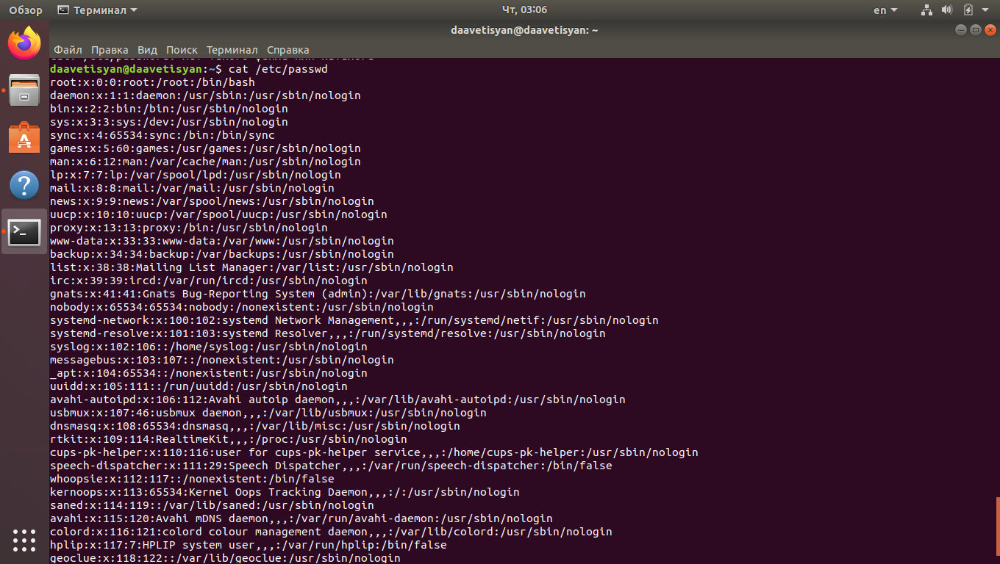 Обзор Терминал Чт, 03:06 en
daavetisyan@daavetisyan: ~
Файл Правка Вид Поиск Терминал Справка
daavetisyan@daavetisyan:~$ cat /etc/passwd
root:x:0:0:root:/root:/bin/bash
daemon:x:1:1:daemon:/usr/sbin:/usr/sbin/nologin
bin:x:2:2:bin:/bin:/usr/sbin/nologin
sys:x:3:3:sys:/dev:/usr/sbin/nologin
sync:x:4:65534:sync:/bin:/bin/sync
games:x:5:60:games:/usr/games:/usr/sbin/nologin
man:x:6:12:man:/var/cache/man:/usr/sbin/nologin
lp:x:7:7:lp:/var/spool/lpd:/usr/sbin/nologin
mail:x:8:8:mail:/var/mail:/usr/sbin/nologin
news:x:9:9:news:/var/spool/news:/usr/sbin/nologin
uucp:x:10:10:uucp:/var/spool/uucp:/usr/sbin/nologin
proxy:x:13:13:proxy:/bin:/usr/sbin/nologin
www-data:x:33:33:www-data:/var/www:/usr/sbin/nologin
backup:x:34:34:backup:/var/backups:/usr/sbin/nologin
list:x:38:38:Mailing List Manager:/var/list:/usr/sbin/nologin
irc:x:39:39:ircd:/var/run/ircd:/usr/sbin/nologin
gnats:x:41:41:Gnats Bug-Reporting System (admin):/var/lib/gnats:/usr/sbin/nologin
nobody:x:65534:65534:nobody:/nonexistent:/usr/sbin/nologin
systemd-network:x:100:102:systemd Network Management,,,:/run/systemd/netif:/usr/sbin/nologin
systemd-resolve:x:101:103:systemd Resolver,,,:/run/systemd/resolve:/usr/sbin/nologin
syslog:x:102:106::/home/syslog:/usr/sbin/nologin
messagebus:x:103:107::/nonexistent:/usr/sbin/nologin
_apt:x:104:65534::/nonexistent:/usr/sbin/nologin
uuidd:x:105:111::/run/uuidd:/usr/sbin/nologin
avahi-autoipd:x:106:112:Avahi autoip daemon,,,:/var/lib/avahi-autoipd:/usr/sbin/nologin
usbmux:x:107:46:usbmux daemon,,,:/var/lib/usbmux:/usr/sbin/nologin
dnsmasq:x:108:65534:dnsmasq,,,:/var/lib/misc:/usr/sbin/nologin
rtkit:x:109:114:RealtimeKit,,,:/proc:/usr/sbin/nologin
cups-pk-helper:x:110:116:user for cups-pk-helper service,,,:/home/cups-pk-helper:/usr/sbin/nologin
speech-dispatcher:x:111:29:Speech Dispatcher,,,:/var/run/speech-dispatcher:/bin/false
whoopsie:x:112:117::/nonexistent:/bin/false
kernoops:x:113:65534:Kernel Oops Tracking Daemon,,,:/:/usr/sbin/nologin
saned:x:114:119::/var/lib/saned:/usr/sbin/nologin
avahi:x:115:120:Avahi mDNS daemon,,,:/var/run/avahi-daemon:/usr/sbin/nologin
colord:x:116:121:colord colour management daemon,,,:/var/lib/colord:/usr/sbin/nologin
hplip:x:117:7:HPLIP system user,,,:/var/run/hplip:/bin/false
geoclue:x:118:122::/var/lib/geoclue:/usr/sbin/nologin